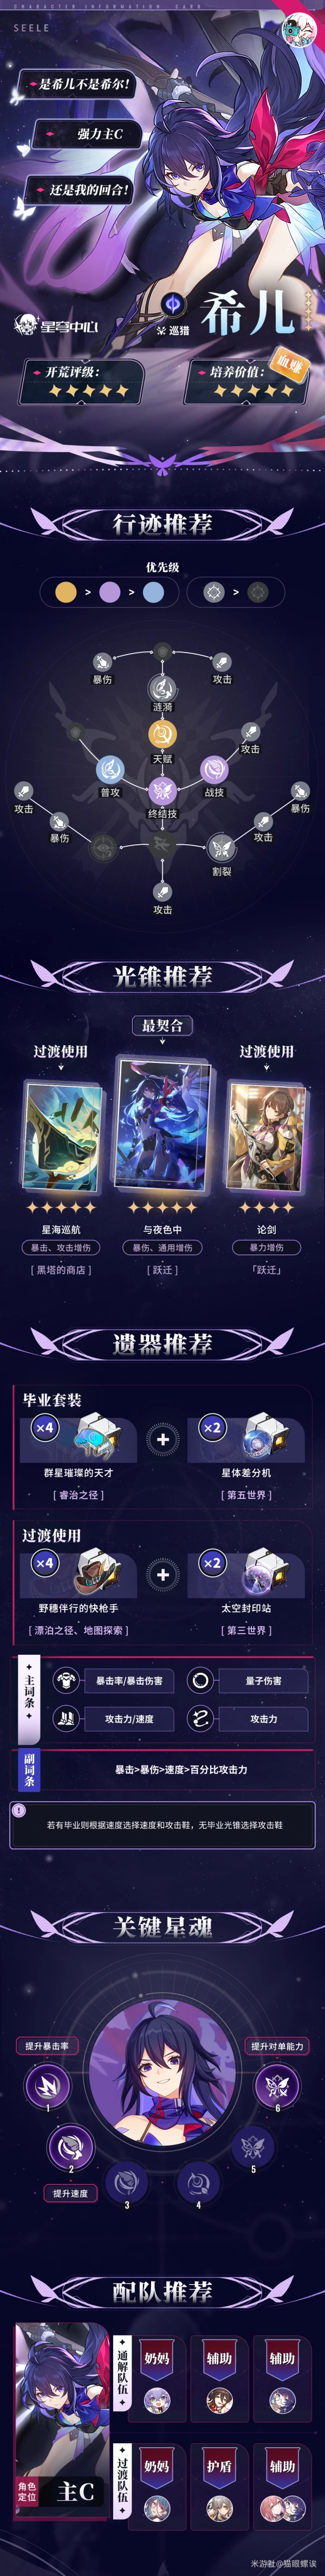 CHARACTER INFORMATION CARD
SEELE
是希儿不是希尔!
强力主C
还是我的回合!
星穹中心
巡猎
希儿
开荒评级:
培养价值:
血赚
行迹推荐
优先级
> >
>
暴伤
攻击
涟漪
天赋
攻击
普攻
战技
终结技
攻击
暴伤
暴伤
攻击
割裂
攻击
光锥推荐
最契合
过渡使用
过渡使用
星海巡航
与夜色中
论剑
暴击、攻击增伤
暴伤、通用增伤
暴力增伤
[ 黑塔的商店 ]
[ 跃迁 ]
「跃迁」
遗器推荐
毕业套装
×4
+
×2
群星璀璨的天才
星体差分机
[ 睿治之径 ]
[ 第五世界 ]
过渡使用
×4
+
×2
野穗伴行的快枪手
太空封印站
[ 漂泊之径、地图探索 ]
[ 第三世界 ]
主词条
暴击率/暴击伤害
量子伤害
攻击力/速度
攻击力
副词条
暴击>暴伤>速度>百分比攻击力
!
若有毕业则根据速度选择速度和攻击鞋，无毕业光锥选择攻击鞋
关键星魂
提升暴击率
提升对单能力
1
6
2
5
提升速度
3
4
配队推荐
通解队伍
奶妈
辅助
辅助
过渡队伍
奶妈
护盾
辅助
角色定位
主C
米游社@猫眼螺诶